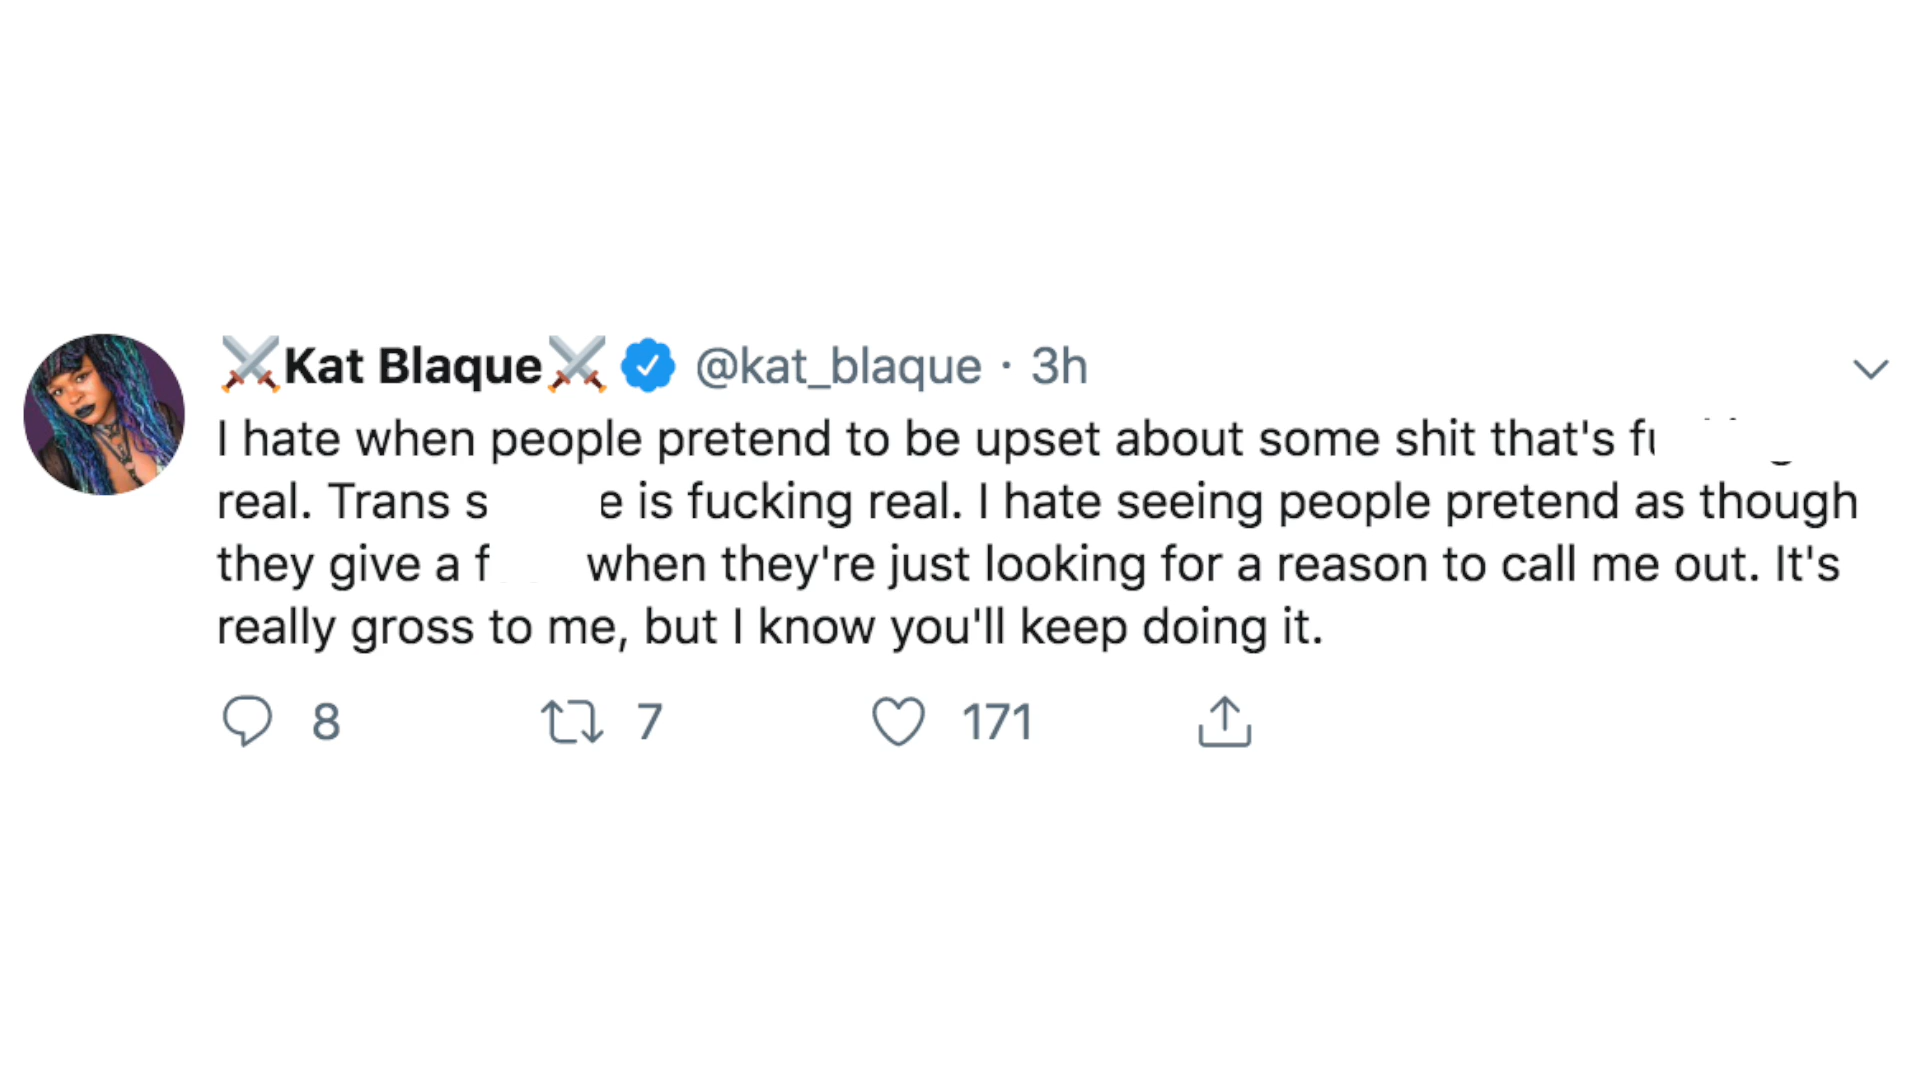 ⚔️Kat Blaque⚔️ @kat_blaque · 3h
I hate when people pretend to be upset about some shit that's
real. Trans is fucking real. I hate seeing people pretend as though
they give a when they're just looking for a reason to call me out. It's
really gross to me, but I know you'll keep doing it.
8 7 171